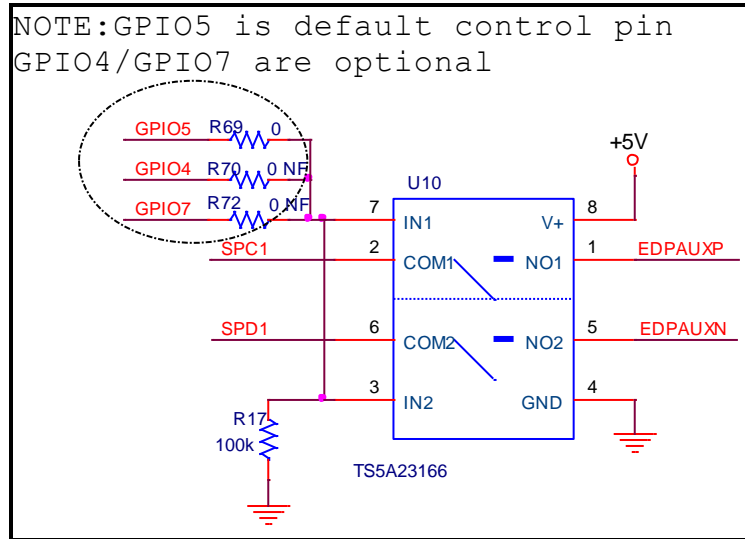 NOTE:GPIO5 is default control pin
GPIO4/GPIO7 are optional
GPIO5 R69 0
GPIO4 R70 0 NF
GPIO7 R72 0 NF
+5V
U10
7 IN1 V+ 8
SPC1 2 COM1 NO1 1 EDPAUXP
SPD1 6 COM2 NO2 5 EDPAUXN
3 IN2 GND 4
R17
100k
TS5A23166